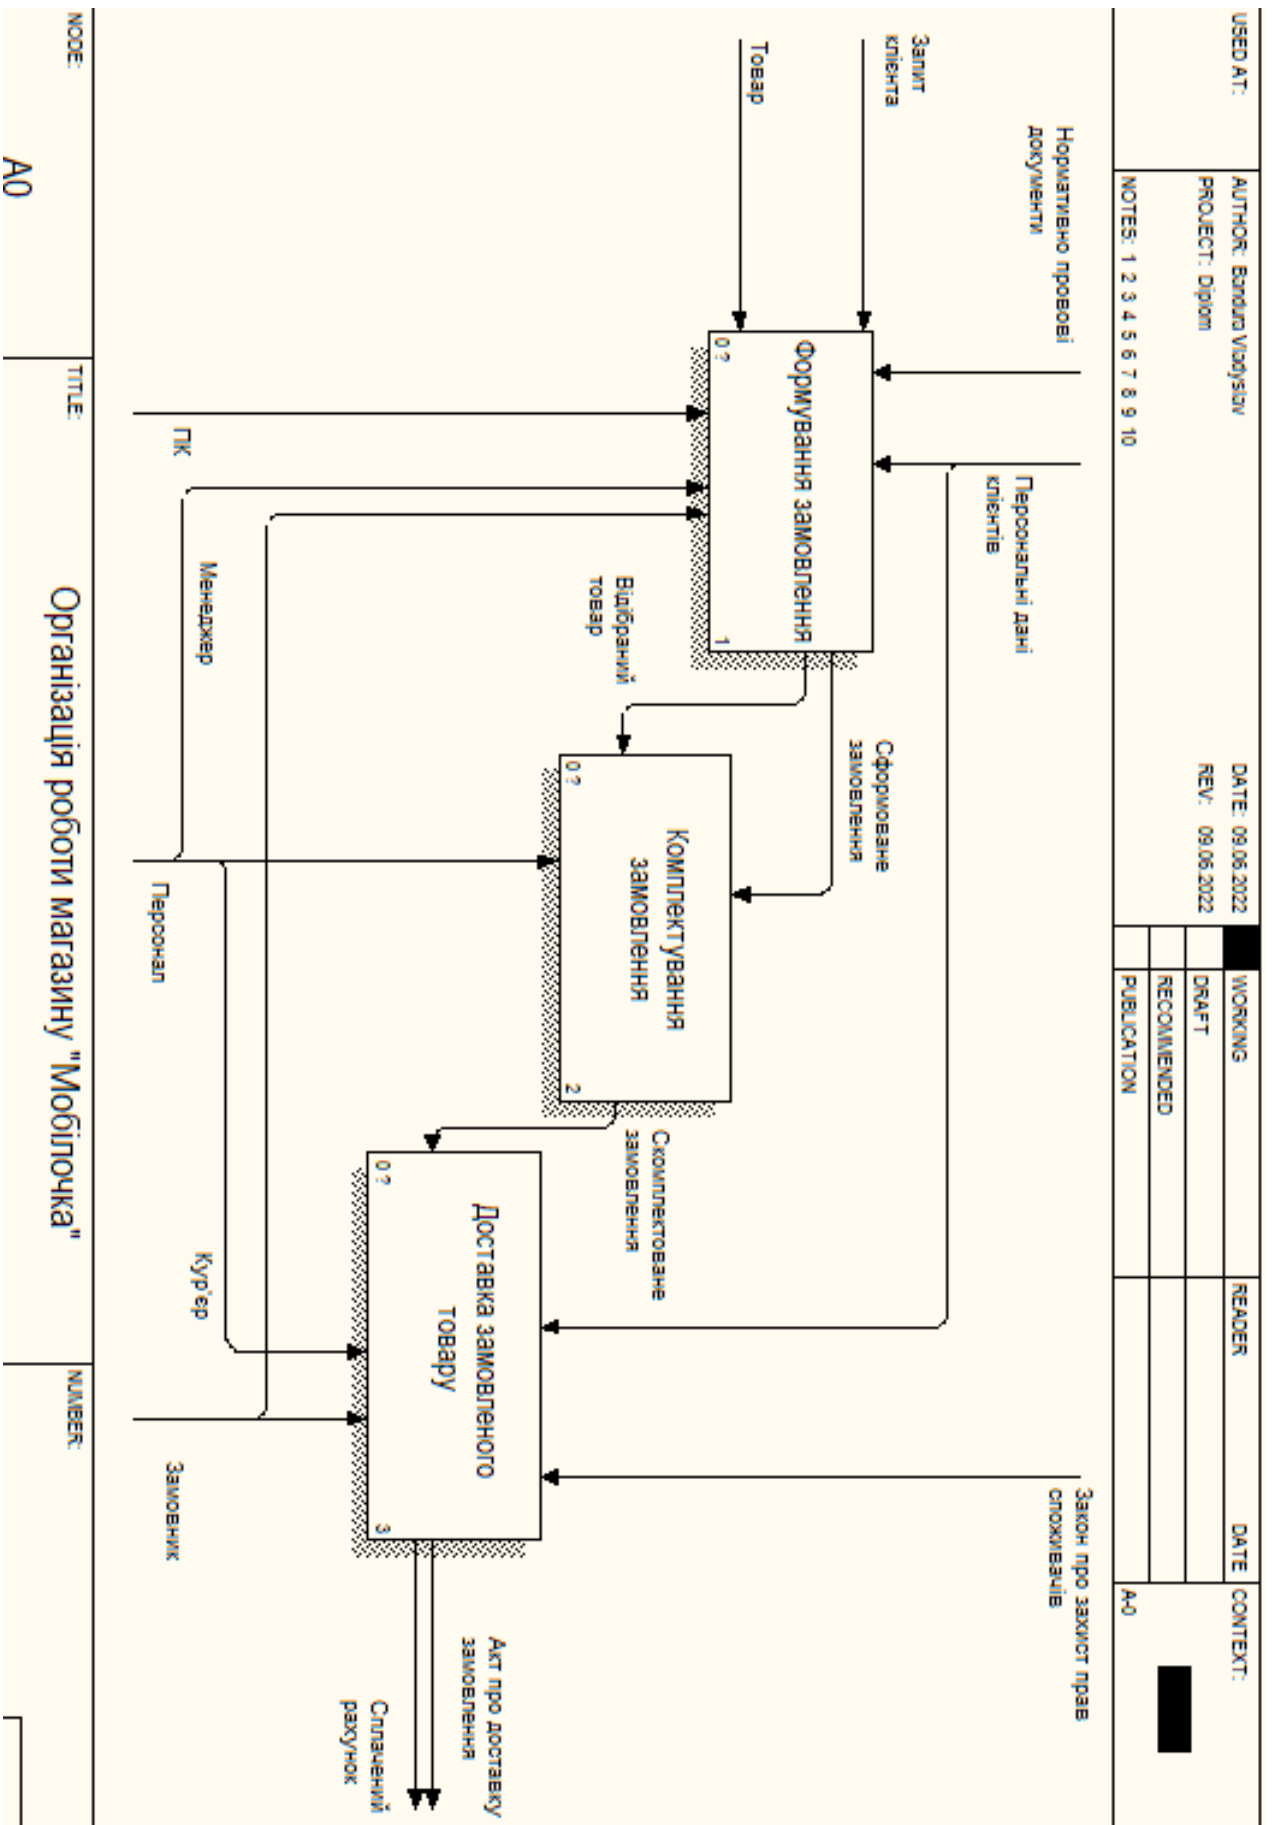 USED AT:
AUTHOR: Bandura Vladyslav
PROJECT: Diplom
NOTES: 1 2 3 4 5 6 7 8 9 10
DATE: 09.06.2022
REV: 09.06.2022
WORKING
DRAFT
RECOMMENDED
PUBLICATION
READER
DATE
CONTEXT:
A-0
Нормативно провові
документи
Персональні дані
клієнтів
Закон про захист прав
споживачів
Запит
клієнта
Товар
Формування замовлення
0 ?
1
Сформоване
замовлення
Відібраний
товар
Комплектування
замовлення
0 ?
2
Скомплектоване
замовлення
Доставка замовленого
товару
0 ?
3
Акт про доставку
замовлення
Сплачений
рахунок
ПК
Менеджер
Персонал
Кур'єр
Замовник
NODE:
A0
TITLE:
Організація роботи магазину "Мобілочка"
NUMBER: